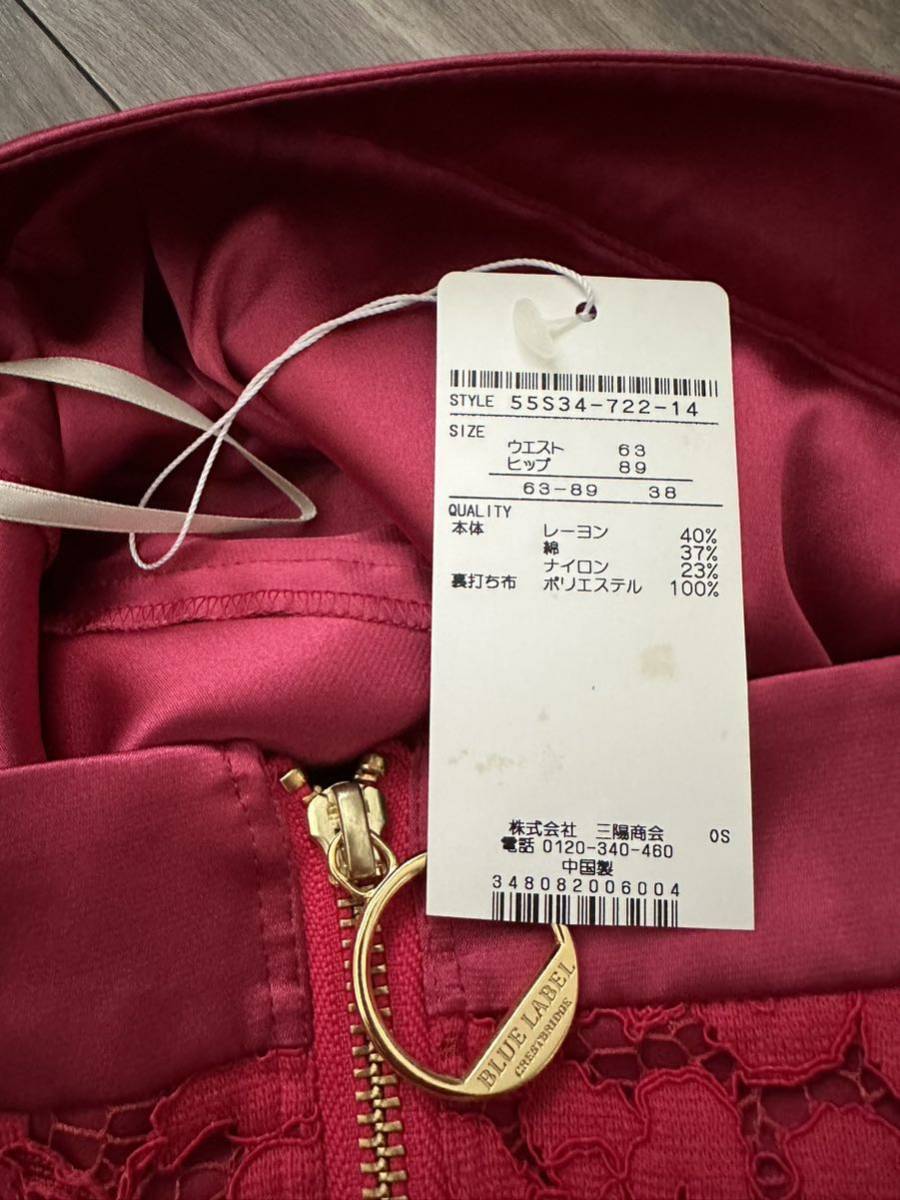 STYLE 55S34-722-14
SIZE
ウエスト 63
ヒップ 89
63-89 38
QUALITY
本体 レーヨン 40%
綿 37%
ナイロン 23%
裏打ち布 ポリエステル 100%
株式会社 三陽商会 OS
電話 0120-340-460
中国製
348082006004
BLUE LABEL
CRESTBRIDGE